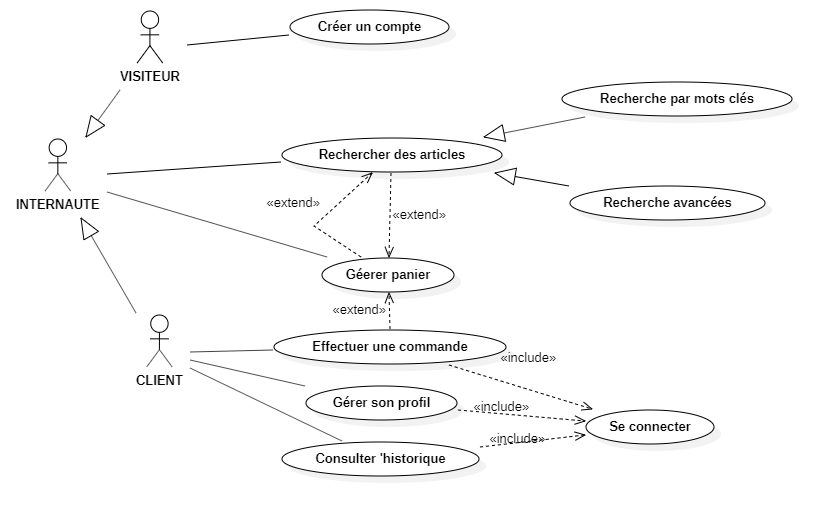 Créer un compte
VISITEUR
Recherche par mots clés
Rechercher des articles
INTERNAUTE
«extend»
«extend»
Recherche avancées
Géerer panier
«extend»
Effectuer une commande
«include»
CLIENT
Gérer son profil
«include»
Se connecter
«include»
Consulter 'historique